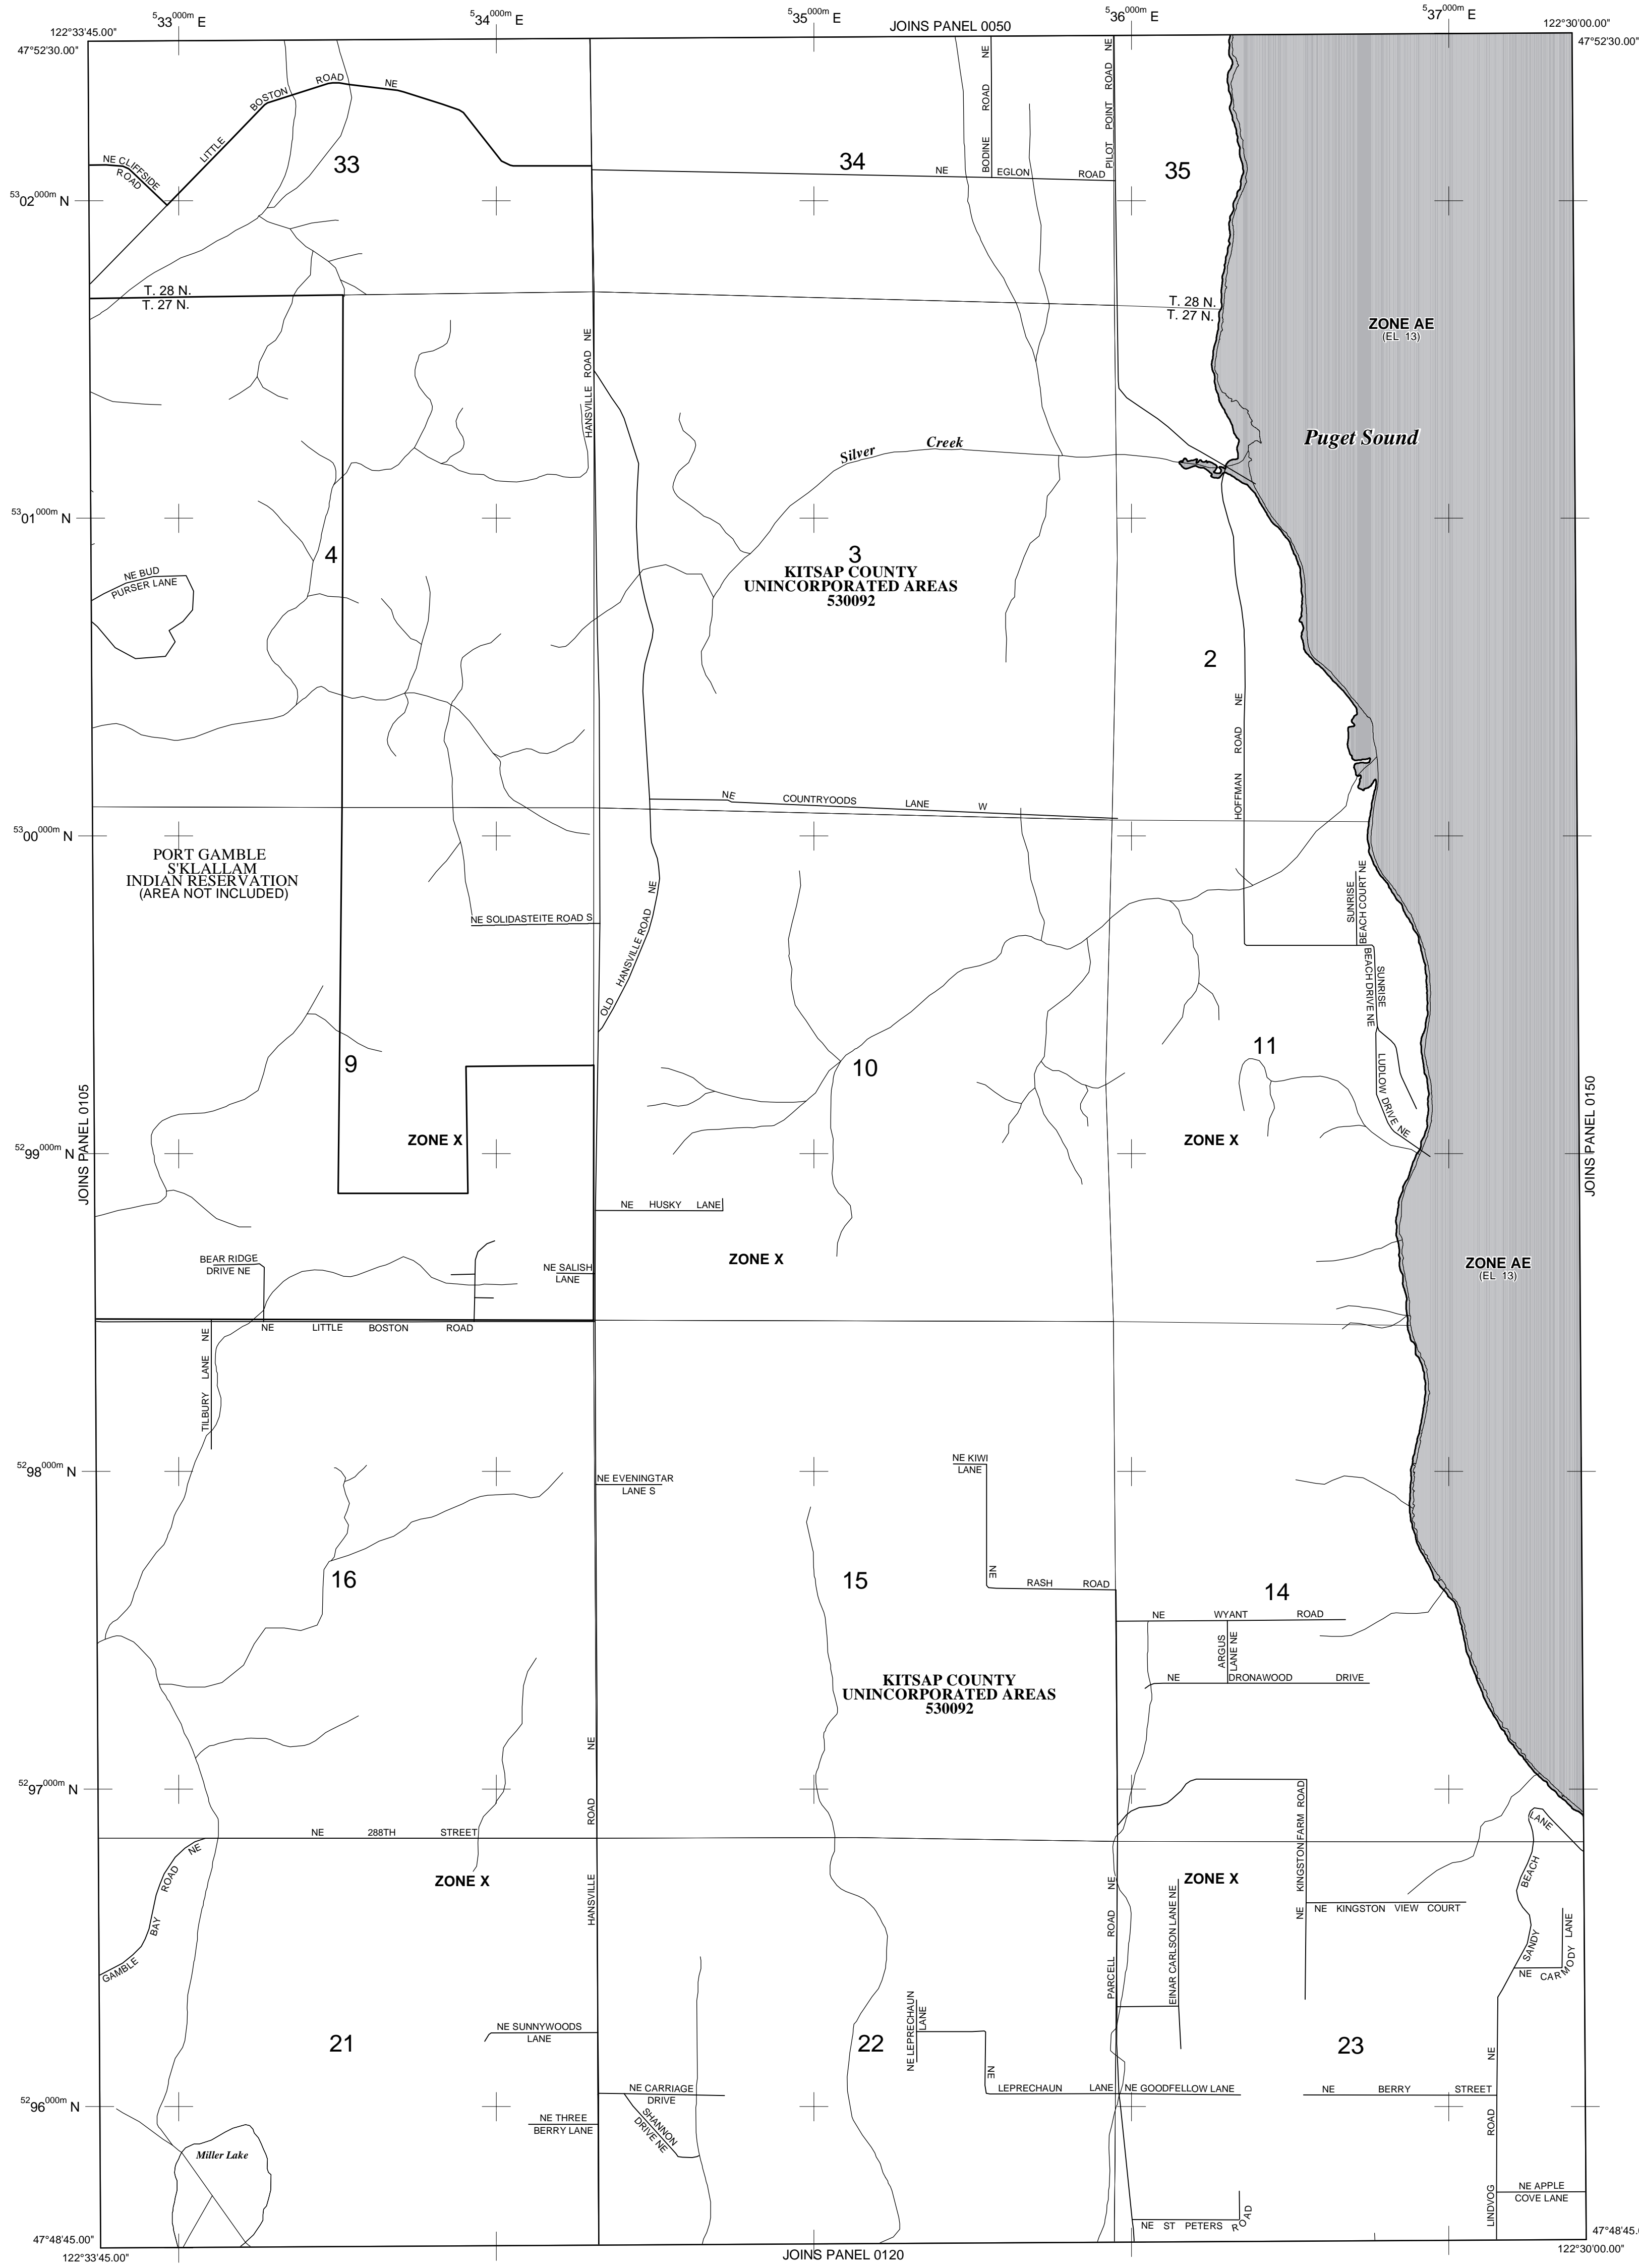 5 33 000m E
5 34 000m E
5 35 000m E
5 36 000m E
5 37 000m E
JOINS PANEL 0050
122°33'45.00"
47°52'30.00"
122°30'00.00"
47°52'30.00"
NE CLIFFSIDE
ROAD
LITTLE BOSTON ROAD NE
33
34
35
NE EGLON ROAD
BODINE ROAD NE
PILOT POINT ROAD NE
53 02 000m N
T. 28 N.
T. 27 N.
T. 28 N.
T. 27 N.
ZONE AE
(EL 13)
HANSVILLE ROAD NE
Puget Sound
Silver Creek
53 01 000m N
4
3
KITSAP COUNTY
UNINCORPORATED AREAS
530092
NE BUD
PURSER LANE
2
HOFFMAN ROAD NE
NE COUNTRYOODS LANE W
53 00 000m N
PORT GAMBLE
S'KLALLAM
INDIAN RESERVATION
(AREA NOT INCLUDED)
NE SOLIDASTEITE ROAD S
OLD HANSVILLE ROAD NE
SUNRISE
BEACH COURT NE
SUNRISE
BEACH DRIVE NE
LUDLOW DRIVE NE
9
10
11
JOINS PANEL 0105
JOINS PANEL 0150
ZONE X
ZONE X
52 99 000m N
NE HUSKY LANE
ZONE X
BEAR RIDGE
DRIVE NE
NE SALISH
LANE
ZONE AE
(EL 13)
NE LITTLE BOSTON ROAD
TILBURY LANE NE
52 98 000m N
NE EVENINGTAR
LANE S
NE KIWI
LANE
NE RASH ROAD
16
15
14
NE WYANT ROAD
ARGUS
LANE NE
NE DRONAWOOD DRIVE
KITSAP COUNTY
UNINCORPORATED AREAS
530092
HANSVILLE ROAD NE
52 97 000m N
NE KINGSTON FARM ROAD
NE 288TH STREET
GAMBLE BAY ROAD NE
ZONE X
ZONE X
PARCELL ROAD NE
EINAR CARLSON LANE NE
NE KINGSTON VIEW COURT
SANDY BEACH LANE
NE CARMODY LANE
NE SUNNYWOODS
LANE
21
22
23
NE LEPRECHAUN
LANE
NE LEPRECHAUN LANE
NE GOODFELLOW LANE
NE BERRY STREET
NE CARRIAGE
DRIVE
52 96 000m N
NE THREE
BERRY LANE
SHANNON
DRIVE NE
Miller Lake
LINDVOG ROAD NE
NE APPLE
COVE LANE
NE ST PETERS ROAD
47°48'45.00"
122°33'45.00"
JOINS PANEL 0120
47°48'45.00"
122°30'00.00"